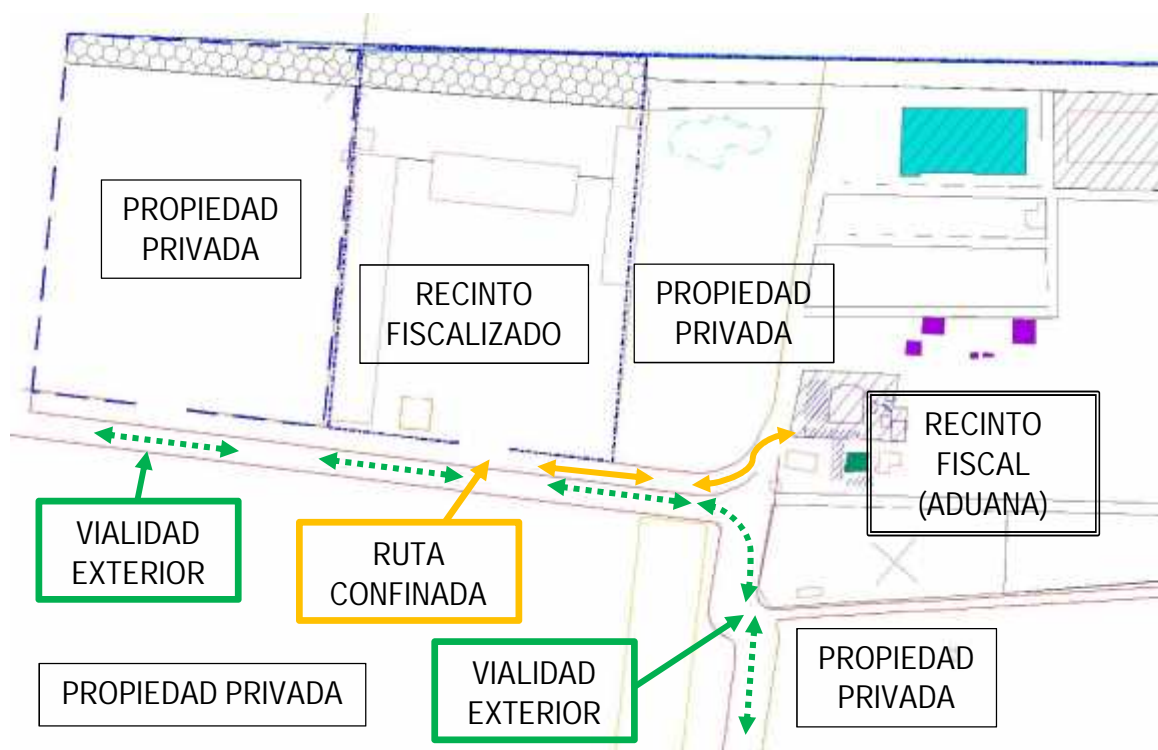 PROPIEDAD
PRIVADA
RECINTO
FISCALIZADO
PROPIEDAD
PRIVADA
RECINTO
FISCAL
(ADUANA)
VIALIDAD
EXTERIOR
RUTA
CONFINADA
VIALIDAD
EXTERIOR
PROPIEDAD
PRIVADA
PROPIEDAD PRIVADA